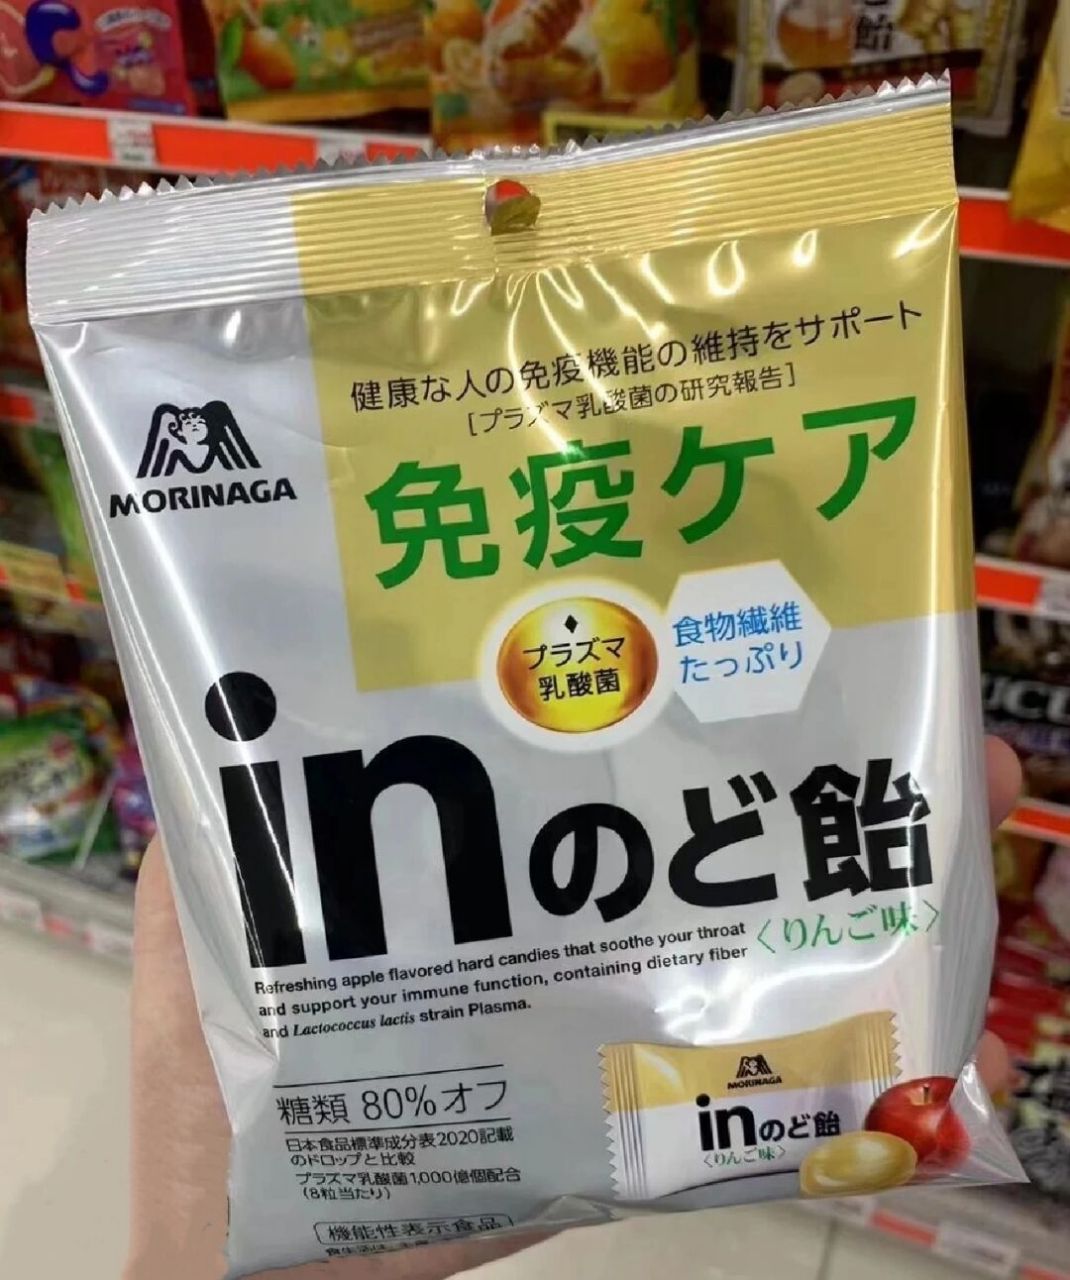 飴
健康な人の免疫機能の維持をサポート
[プラズマ乳酸菌の研究報告]
免疫ケア
MORINAGA
プラズマ
乳酸菌
食物繊維
たっぷり
inのど飴
〈りんご味〉
Refreshing apple flavored hard candies that soothe your throat
and support your immune function, containing dietary fiber
and Lactococcus lactis strain Plasma.
糖類 80%オフ
日本食品標準成分表2020記載
のドロップと比較
プラズマ乳酸菌1,000億個配合
(8粒当たり)
機能性表示食品
MORINAGA
inのど飴
〈りんご味〉